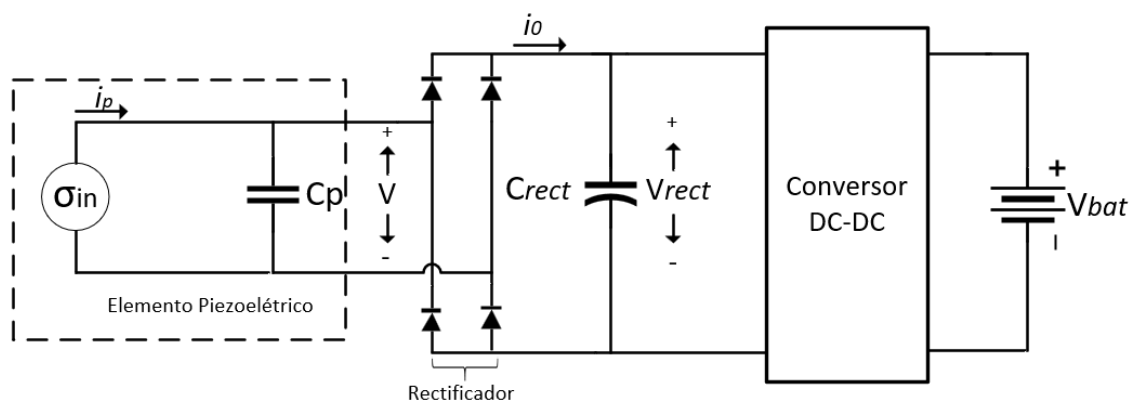 i0
ip
σin
Cp
+
V
-
Crect
+
Vrect
-
Conversor
DC-DC
+
Vbat
Elemento Piezoelétrico
Rectificador